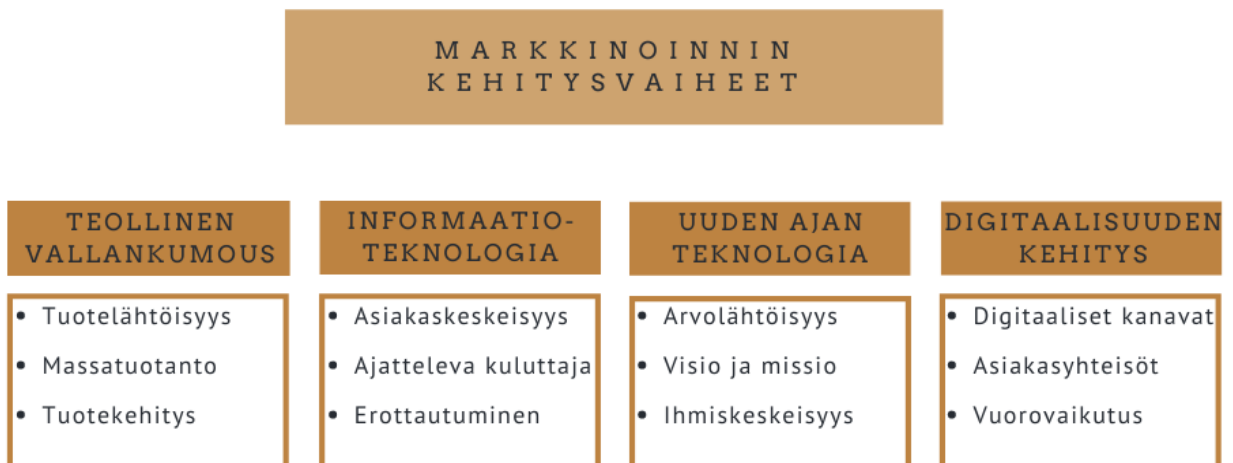 MARKKINOINNIN
KEHITYSVAIHEET
TEOLLINEN
VALLANKUMOUS
• Tuotelähtöisyys
• Massatuotanto
• Tuotekehitys
INFORMAATIO-
TEKNOLOGIA
• Asiakaskeskeisyys
• Ajatteleva kuluttaja
• Erottautuminen
UUDEN AJAN
TEKNOLOGIA
• Arvolähtöisyys
• Visio ja missio
• Ihmiskeskeisyys
DIGITAALISUUDEN
KEHITYS
• Digitaaliset kanavat
• Asiakasyhteisöt
• Vuorovaikutus